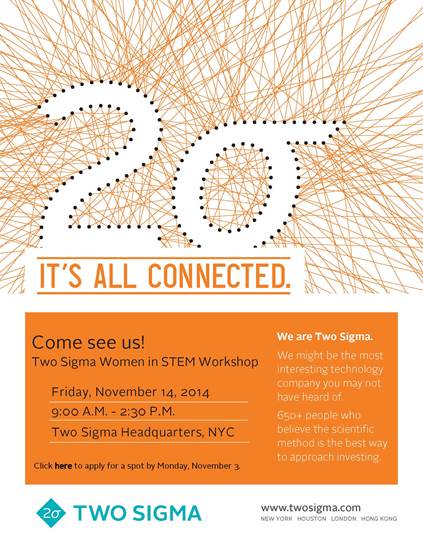 2σ
IT'S ALL CONNECTED.
Come see us!
Two Sigma Women in STEM Workshop
Friday, November 14, 2014
9:00 A.M. - 2:30 P.M.
Two Sigma Headquarters, NYC
Click here to apply for a spot by Monday, November 3.
We are Two Sigma.
We might be the most
interesting technology
company you may not
have heard of.
650+ people who
believe the scientific
method is the best way
to approach investing.
2σ TWO SIGMA
www.twosigma.com
NEW YORK HOUSTON LONDON HONG KONG